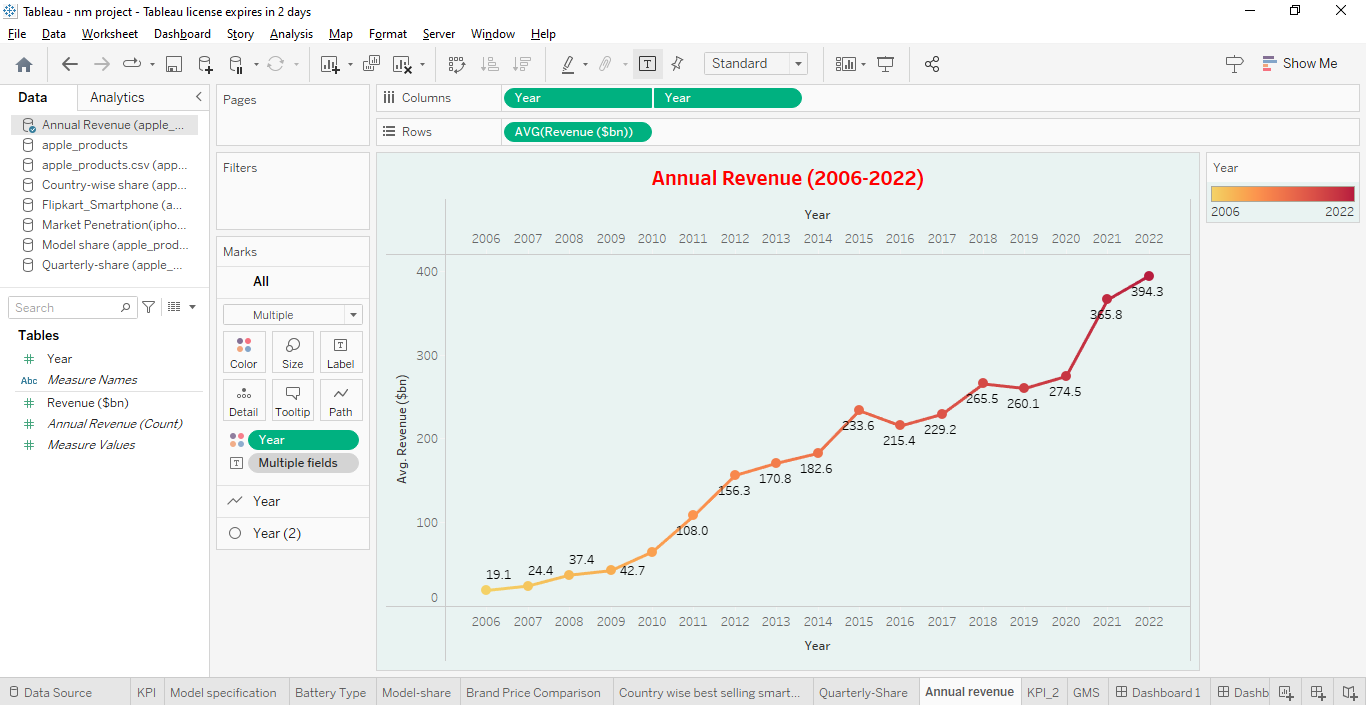 Tableau - nm project - Tableau license expires in 2 days
File Data Worksheet Dashboard Story Analysis Map Format Server Window Help
Standard
Show Me
Data Analytics
Annual Revenue (apple_...
apple_products
apple_products.csv (app...
Country-wise share (app...
Flipkart_Smartphone (a...
Market Penetration(ipho...
Model share (apple_prod...
Quarterly-share (apple_...
Search
Tables
Year
Abc Measure Names
Revenue ($bn)
Annual Revenue (Count)
Measure Values
Pages
Filters
Marks
All
Multiple
Color Size Label
Detail Tooltip Path
Year
Multiple fields
Year
Year (2)
Columns Year Year
Rows AVG(Revenue ($bn))
Annual Revenue (2006-2022)
Year
2006 2007 2008 2009 2010 2011 2012 2013 2014 2015 2016 2017 2018 2019 2020 2021 2022
400
300
200
100
0
Avg. Revenue ($bn)
19.1
24.4
37.4
42.7
108.0
156.3
170.8
182.6
233.6
215.4
229.2
265.5
260.1
274.5
365.8
394.3
2006 2007 2008 2009 2010 2011 2012 2013 2014 2015 2016 2017 2018 2019 2020 2021 2022
Year
Year
2006 2022
Data Source KPI Model specification Battery Type Model-share Brand Price Comparison Country wise best selling smart... Quarterly-Share Annual revenue KPI_2 GMS Dashboard 1 Dashb